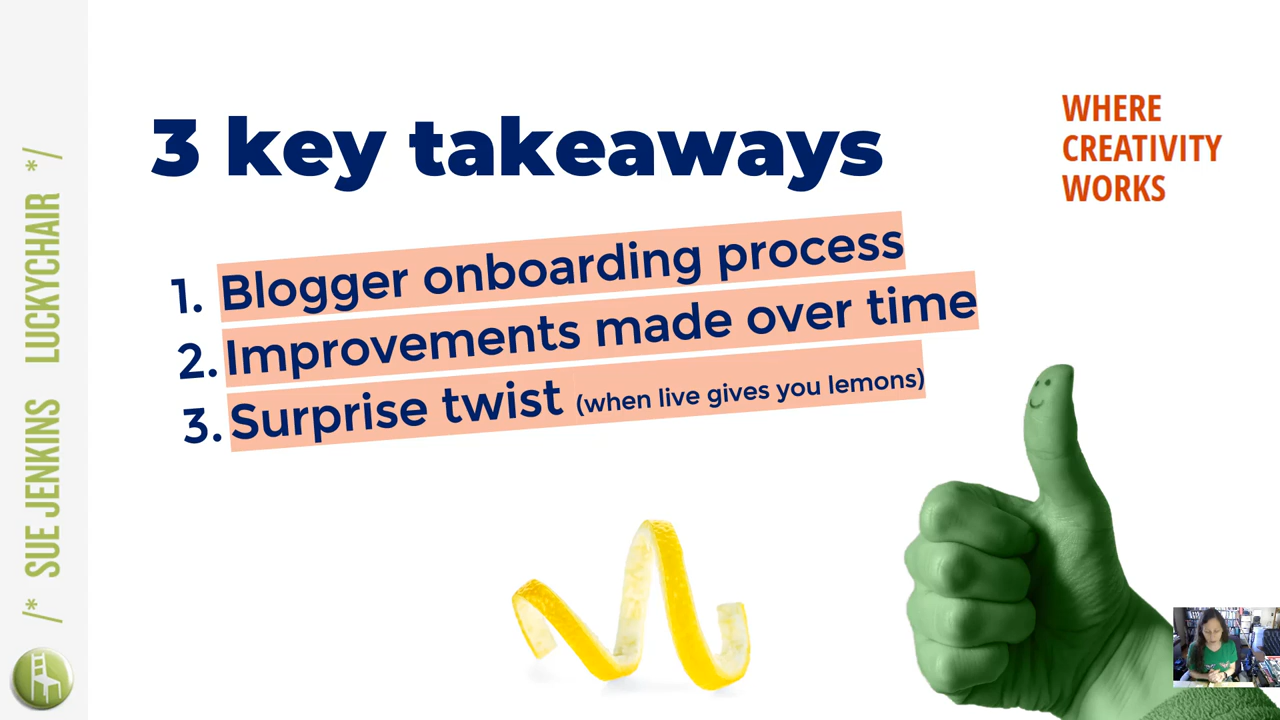 3 key takeaways
WHERE
CREATIVITY
WORKS
1. Blogger onboarding process
2. Improvements made over time
3. Surprise twist (when live gives you lemons)
/* SUE JENKINS LUCKYCHAIR */